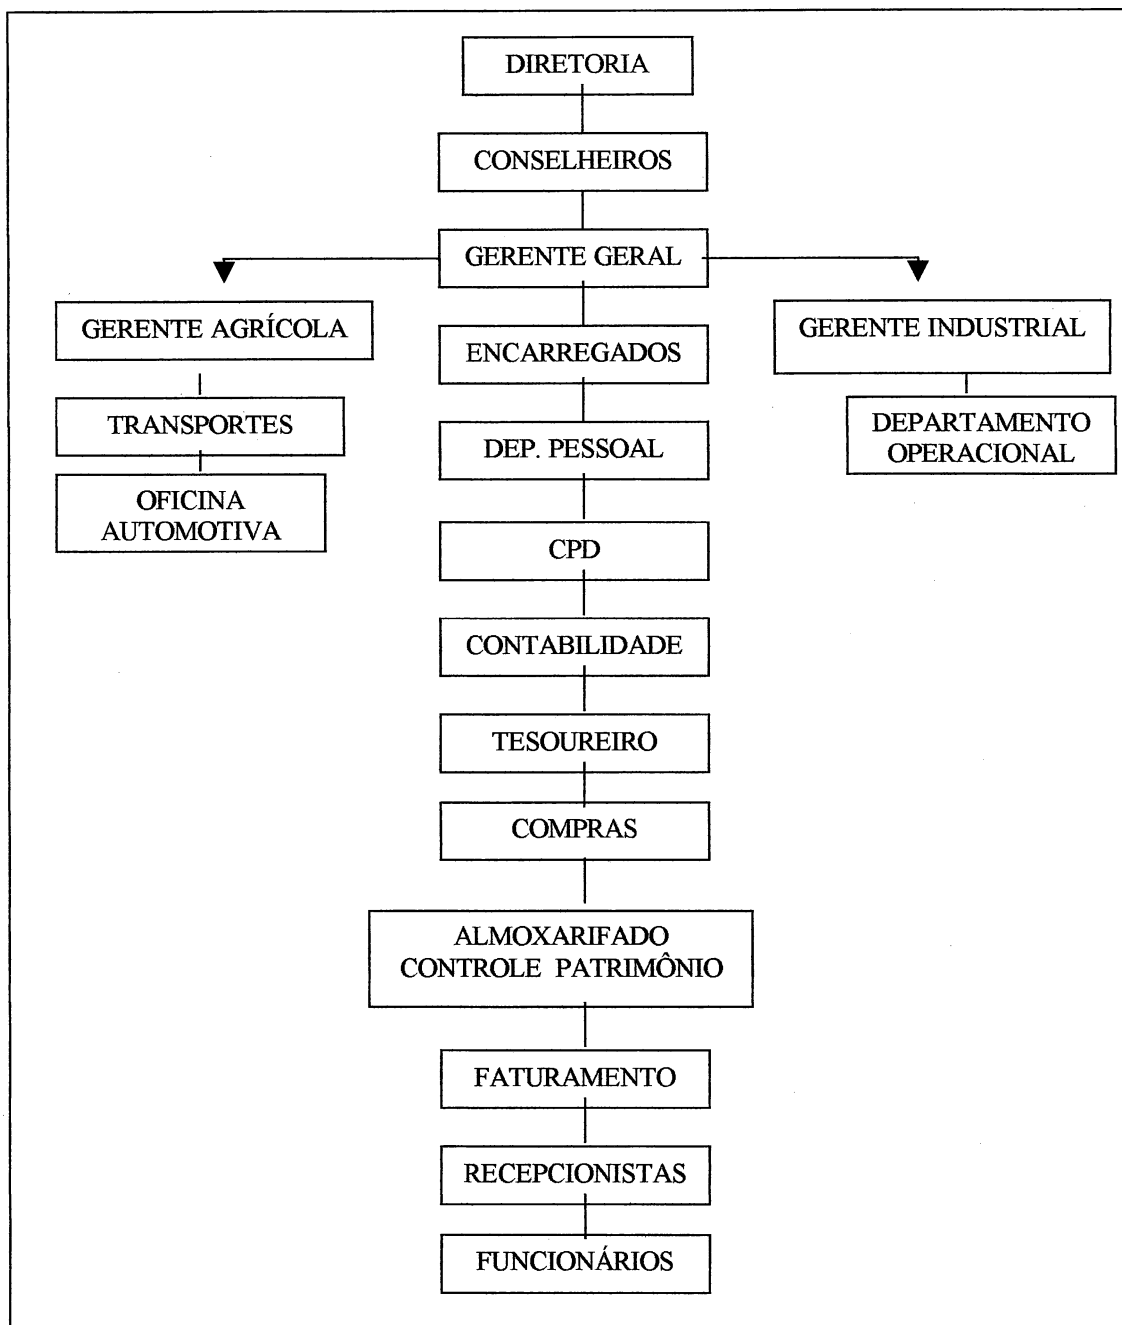 DIRETORIA
CONSELHEIROS
GERENTE GERAL
GERENTE AGRÍCOLA
GERENTE INDUSTRIAL
ENCARREGADOS
TRANSPORTES
DEPARTAMENTO
OPERACIONAL
DEP. PESSOAL
OFICINA
AUTOMOTIVA
CPD
CONTABILIDADE
TESOUREIRO
COMPRAS
ALMOXARIFADO
CONTROLE PATRIMÔNIO
FATURAMENTO
RECEPCIONISTAS
FUNCIONÁRIOS